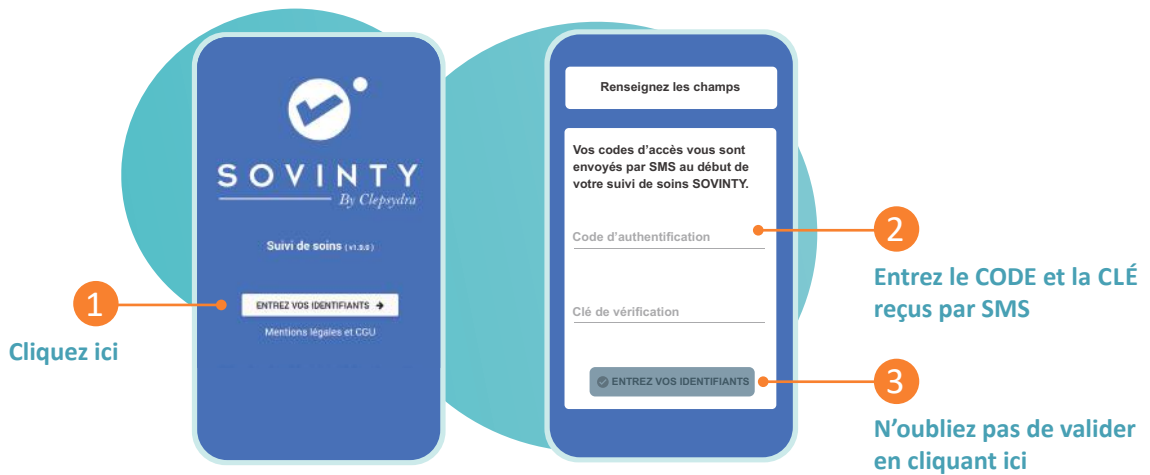 SOVINTY
By Clepsydra
Suivi de soins (v1.3.0)
ENTREZ VOS IDENTIFIANTS →
Mentions légales et CGU
1
Cliquez ici
Renseignez les champs
Vos codes d'accès vous sont
envoyés par SMS au début de
votre suivi de soins SOVINTY.
Code d'authentification
Clé de vérification
ENTREZ VOS IDENTIFIANTS
2
Entrez le CODE et la CLÉ
reçus par SMS
3
N'oubliez pas de valider
en cliquant ici